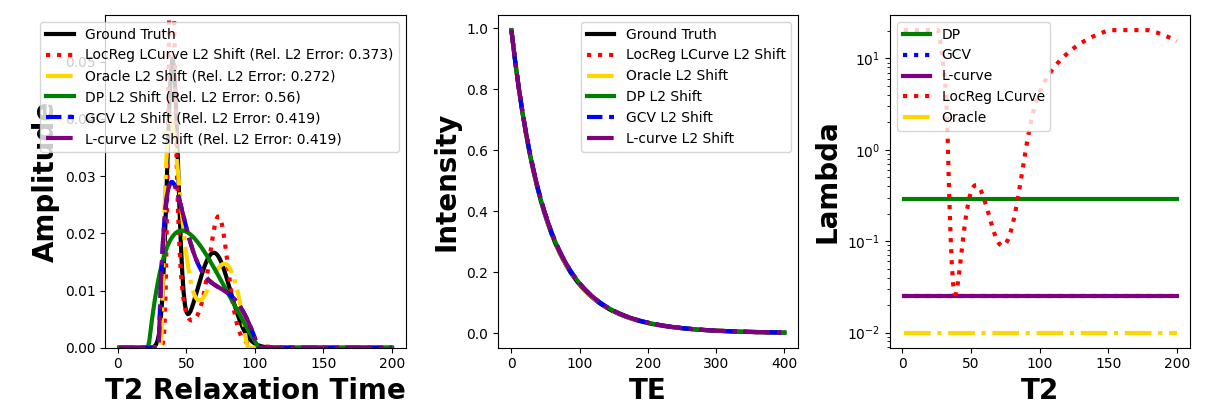 Amplitude
0.05
0.03
0.02
0.01
0.00
0
50
100
150
200
T2 Relaxation Time
Ground Truth
LocReg LCurve L2 Shift (Rel. L2 Error: 0.373)
Oracle L2 Shift (Rel. L2 Error: 0.272)
DP L2 Shift (Rel. L2 Error: 0.56)
GCV L2 Shift (Rel. L2 Error: 0.419)
L-curve L2 Shift (Rel. L2 Error: 0.419)
Intensity
1.0
0.8
0.6
0.4
0.2
0.0
0
100
200
300
400
TE
Ground Truth
LocReg LCurve L2 Shift
Oracle L2 Shift
DP L2 Shift
GCV L2 Shift
L-curve L2 Shift
Lambda
10¹
10⁰
10⁻¹
10⁻²
0
50
100
150
200
T2
DP
GCV
L-curve
LocReg LCurve
Oracle